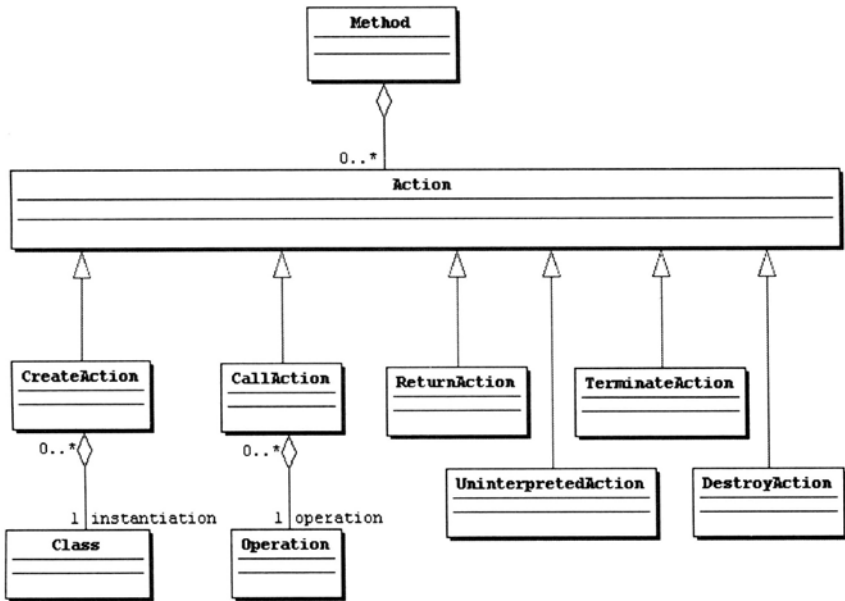 Method
0..*
Action
CreateAction
CallAction
ReturnAction
TerminateAction
0..*
0..*
UninterpretedAction
DestroyAction
1 instantiation
1 operation
Class
Operation